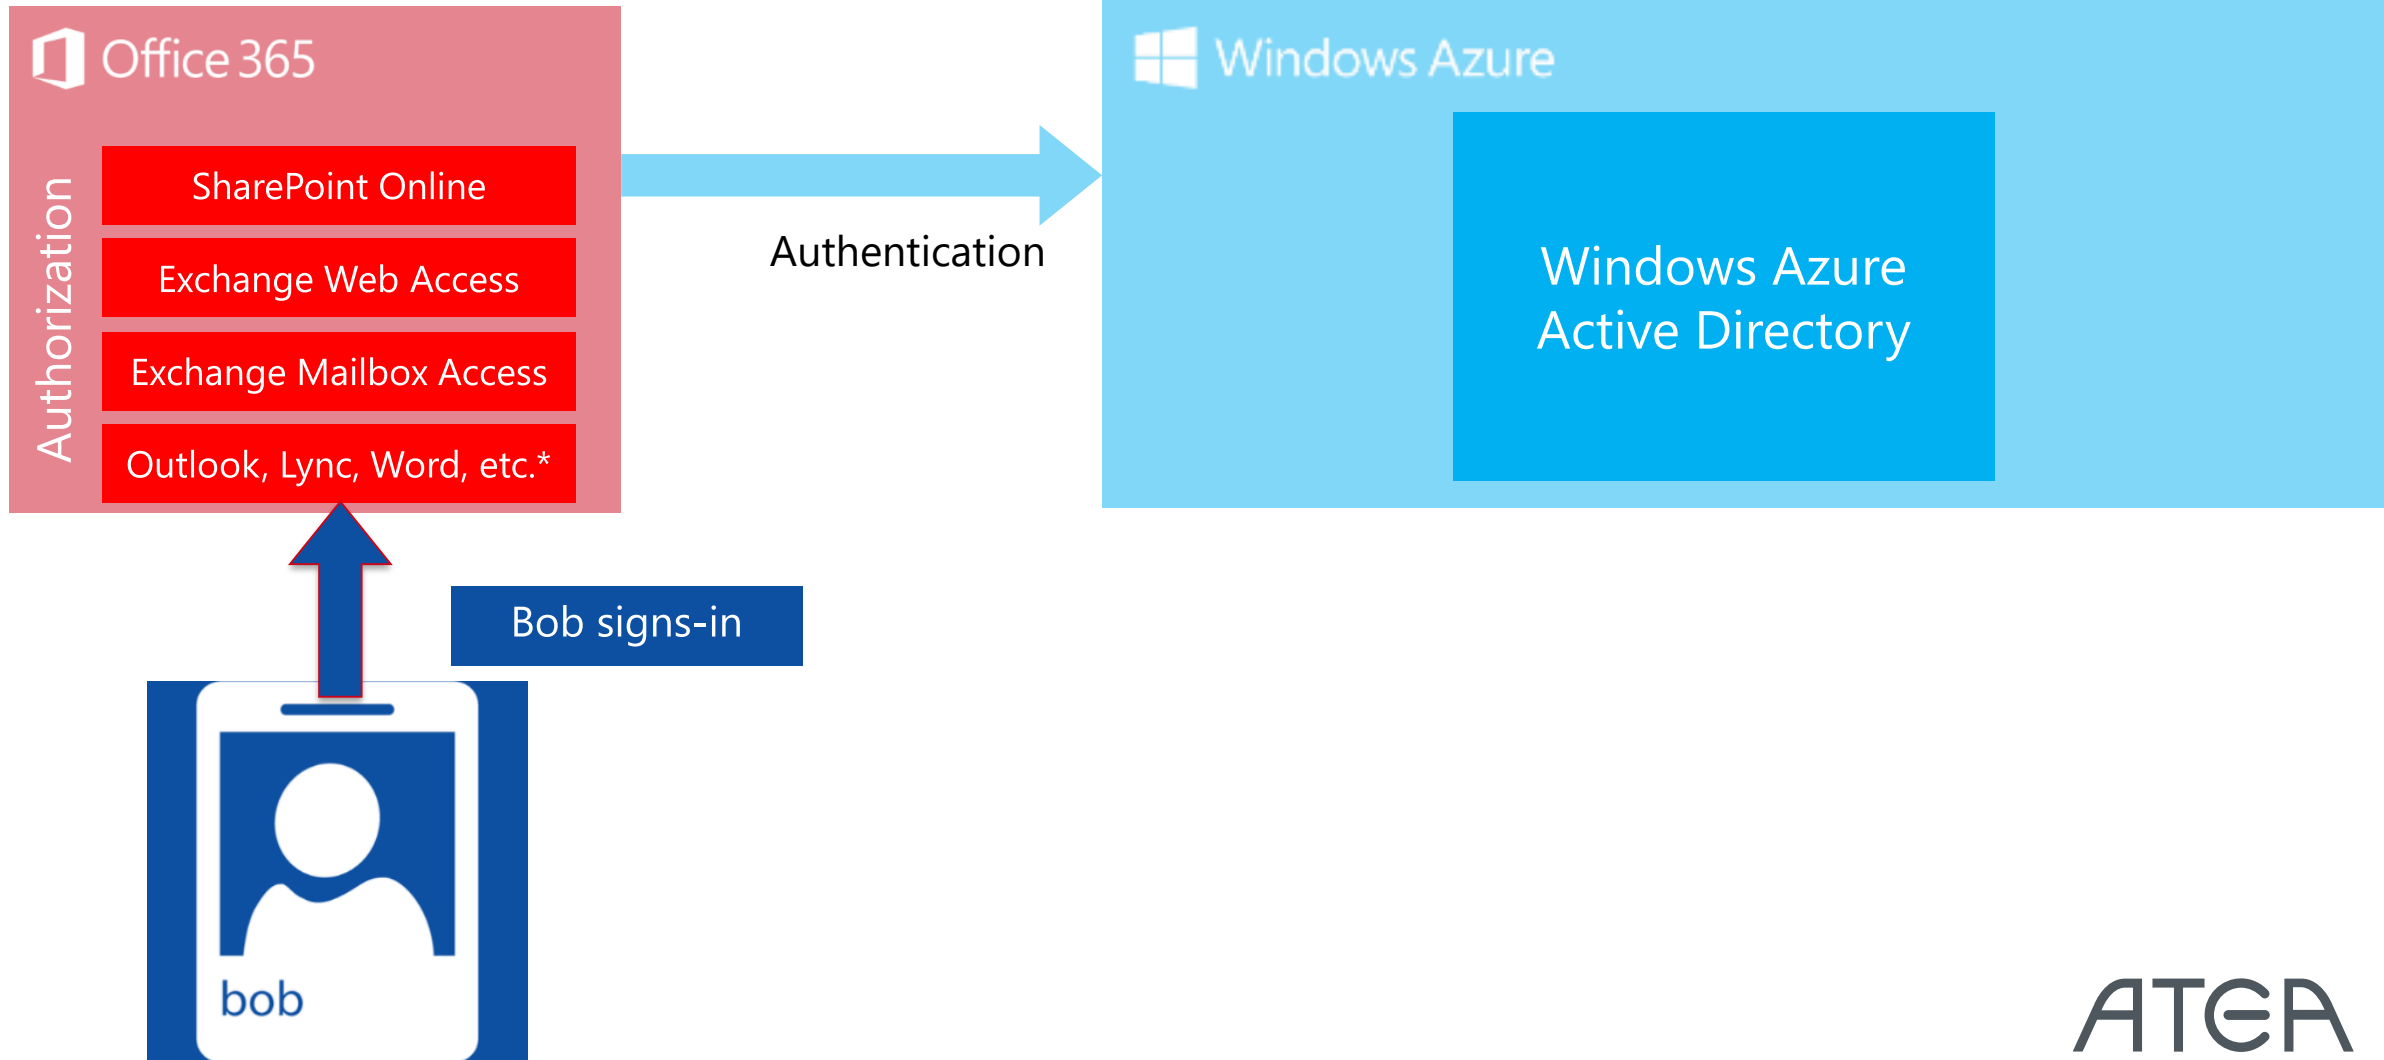 Office 365
Windows Azure
Authorization
SharePoint Online
Exchange Web Access
Exchange Mailbox Access
Outlook, Lync, Word, etc.*
Authentication
Windows Azure
Active Directory
Bob signs-in
bob
ATEA